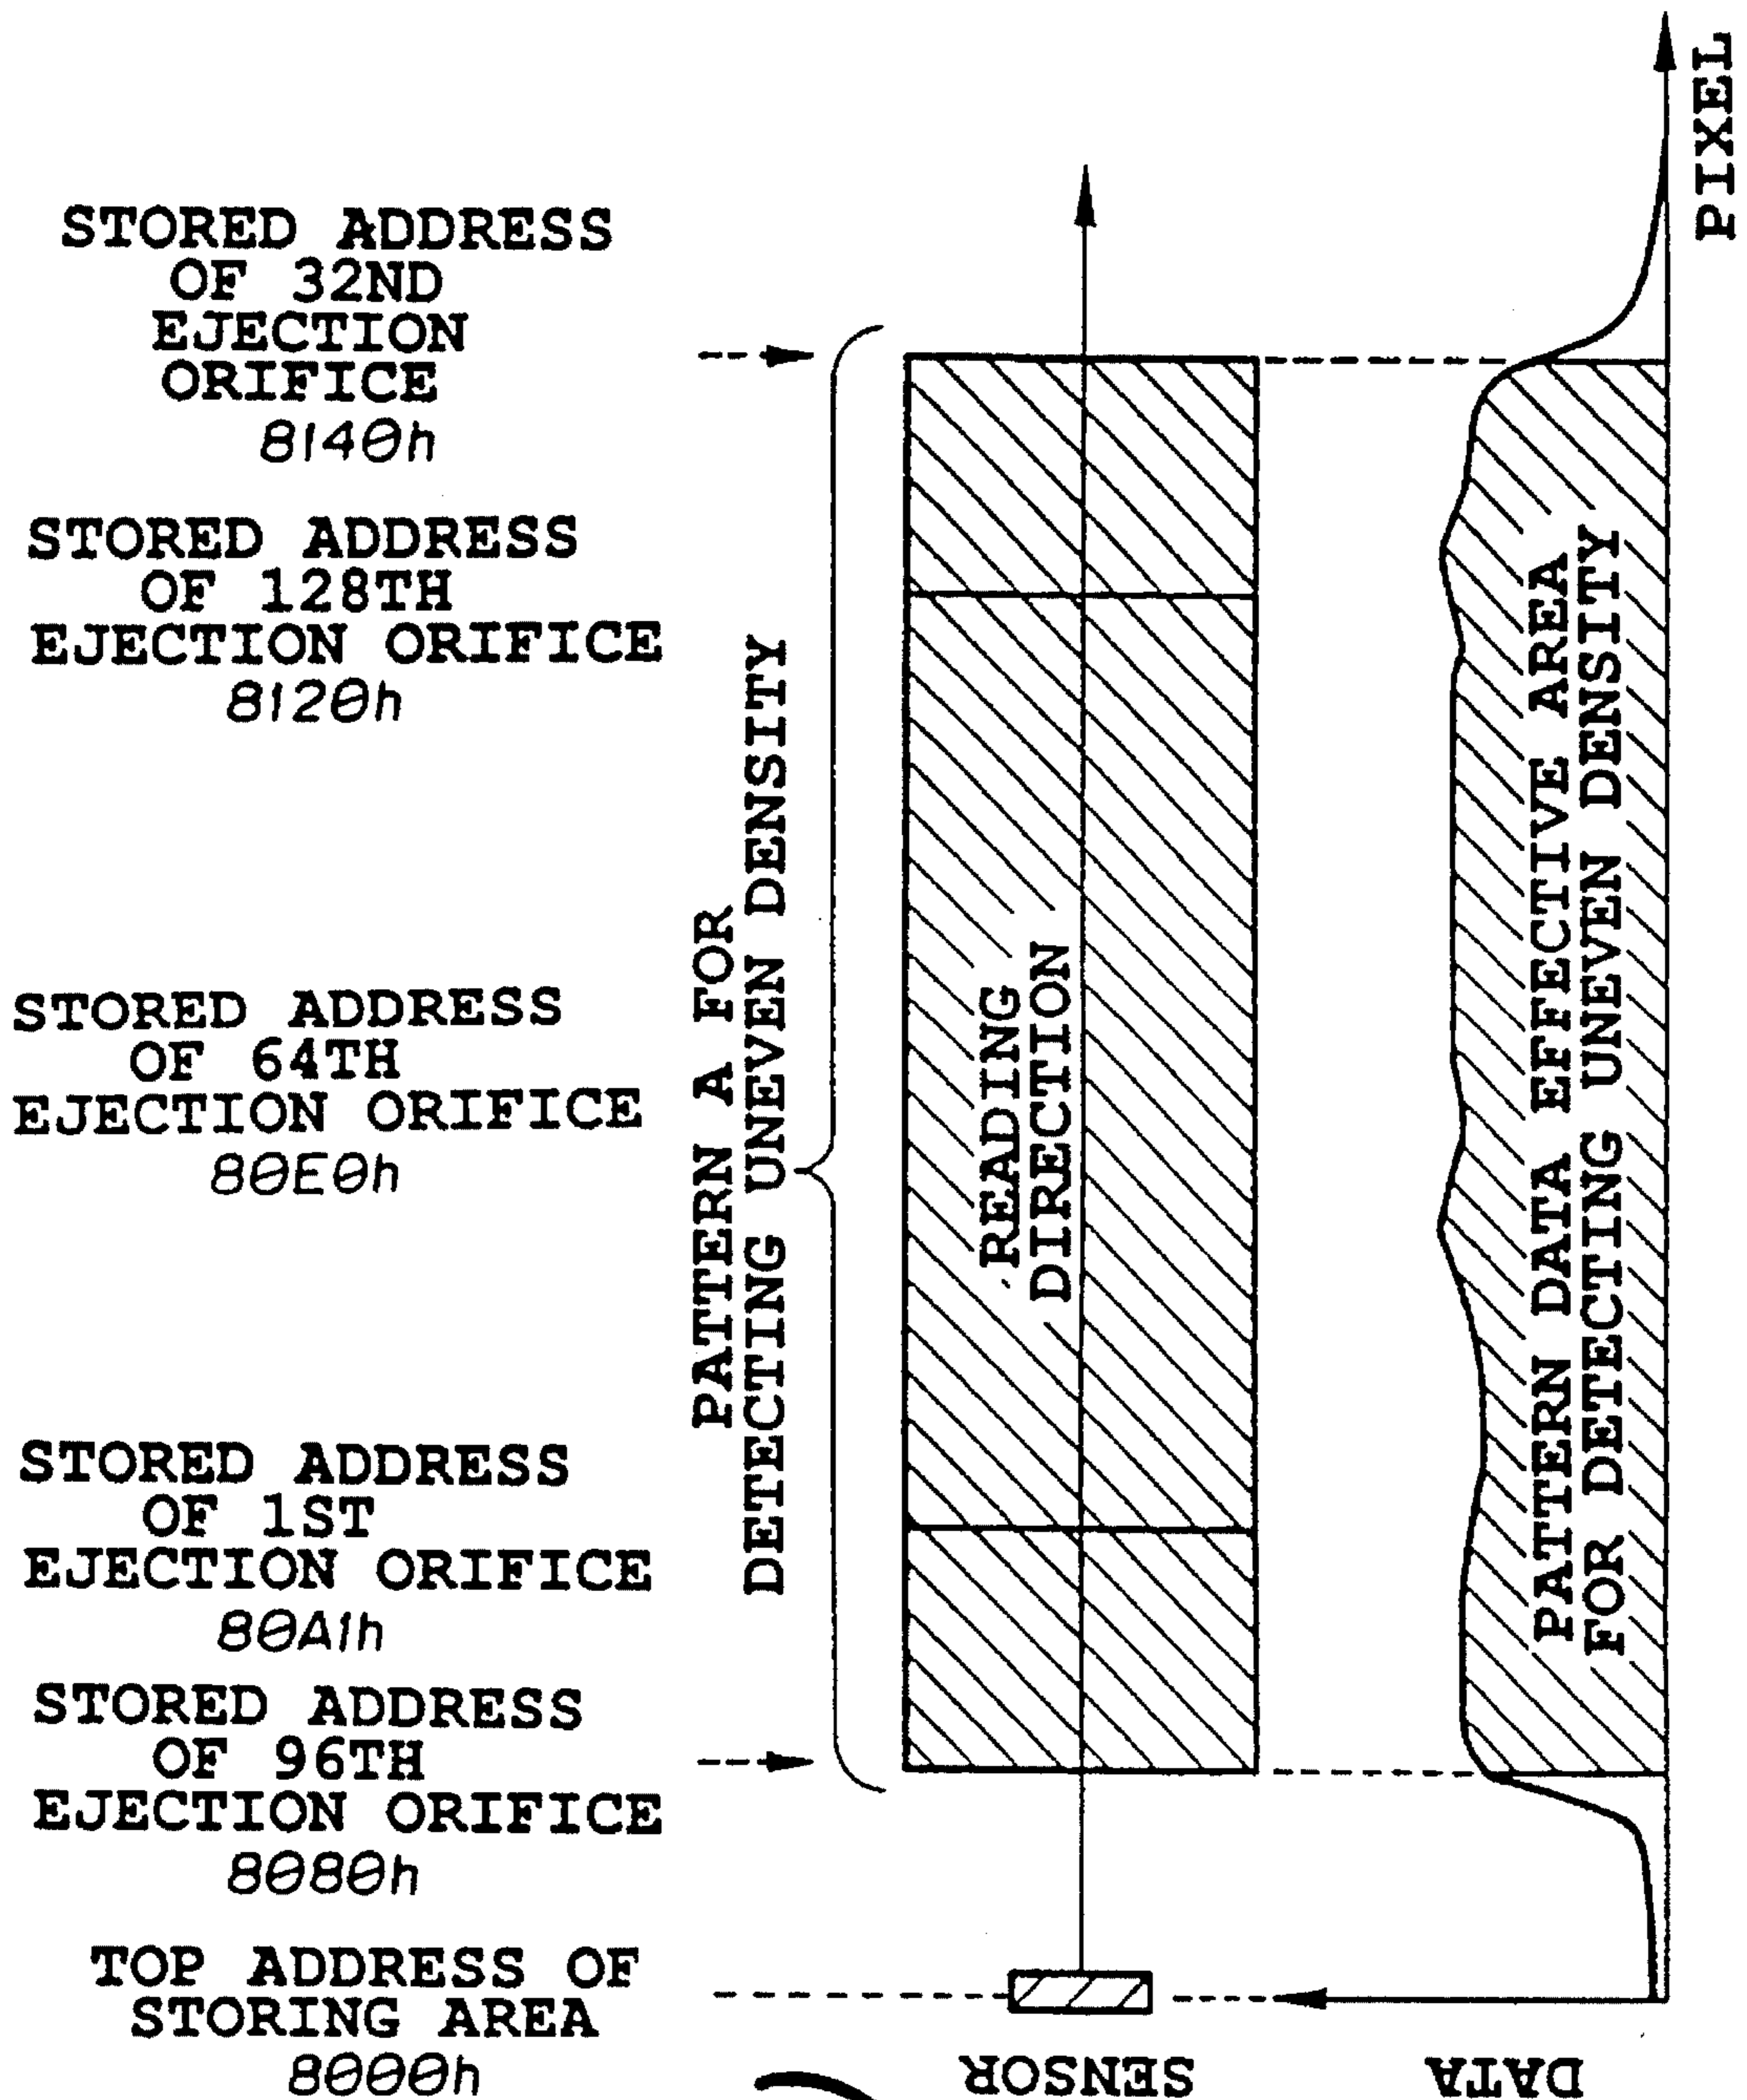 STORED ADDRESS
OF 32ND
EJECTION
ORIFICE
8140h
STORED ADDRESS
OF 128TH
EJECTION ORIFICE
8120h
STORED ADDRESS
OF 64TH
EJECTION ORIFICE
80E0h
STORED ADDRESS
OF 1ST
EJECTION ORIFICE
80A1h
STORED ADDRESS
OF 96TH
EJECTION ORIFICE
8080h
TOP ADDRESS OF
STORING AREA
8000h
PATTERN A FOR
DETECTING UNEVEN DENSITY
READING
DIRECTION
SENSOR
PATTERN DATA EFFECTIVE AREA
FOR DETECTING UNEVEN DENSITY
DATA
PIXEL